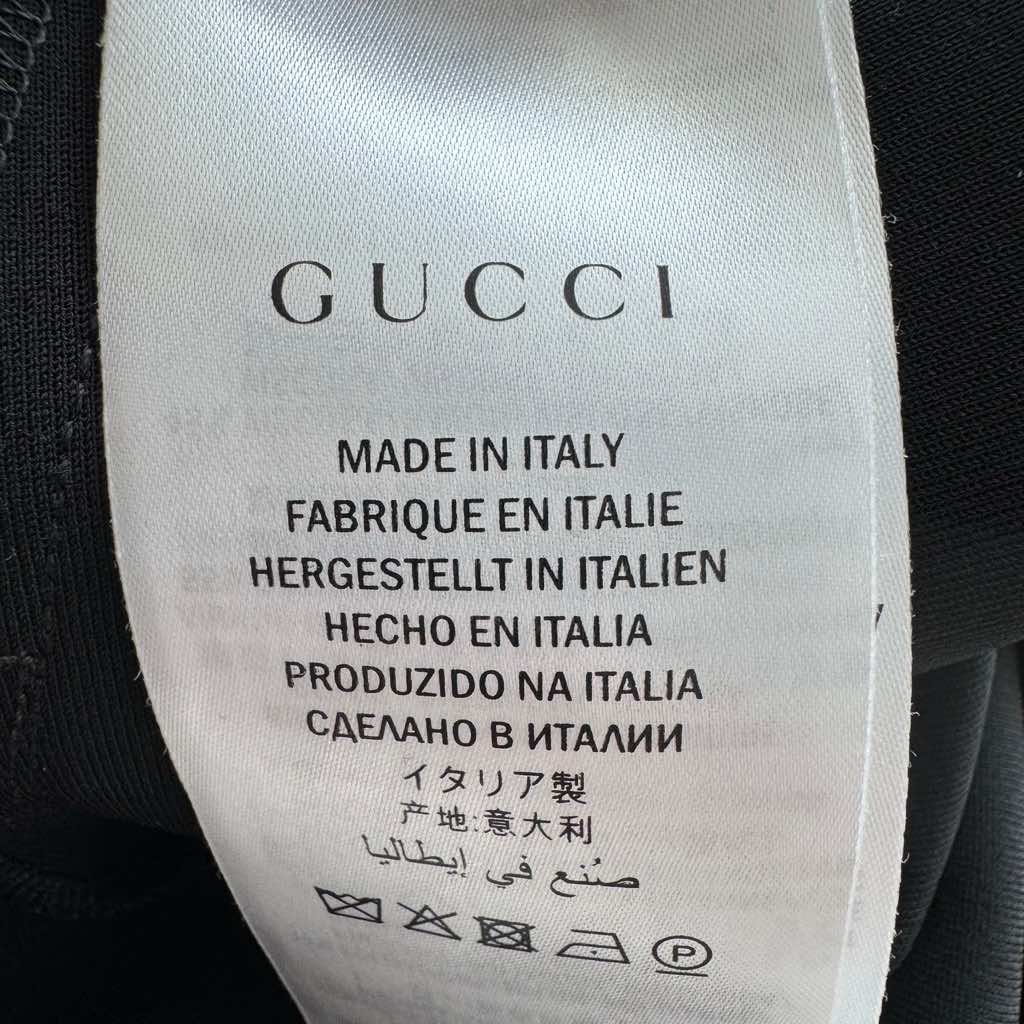 GUCCI
MADE IN ITALY
FABRIQUE EN ITALIE
HERGESTELLT IN ITALIEN
HECHO EN ITALIA
PRODUZIDO NA ITALIA
СДЕЛАНО В ИТАЛИИ
イタリア製
产地:意大利
صُنع في إيطاليا
P